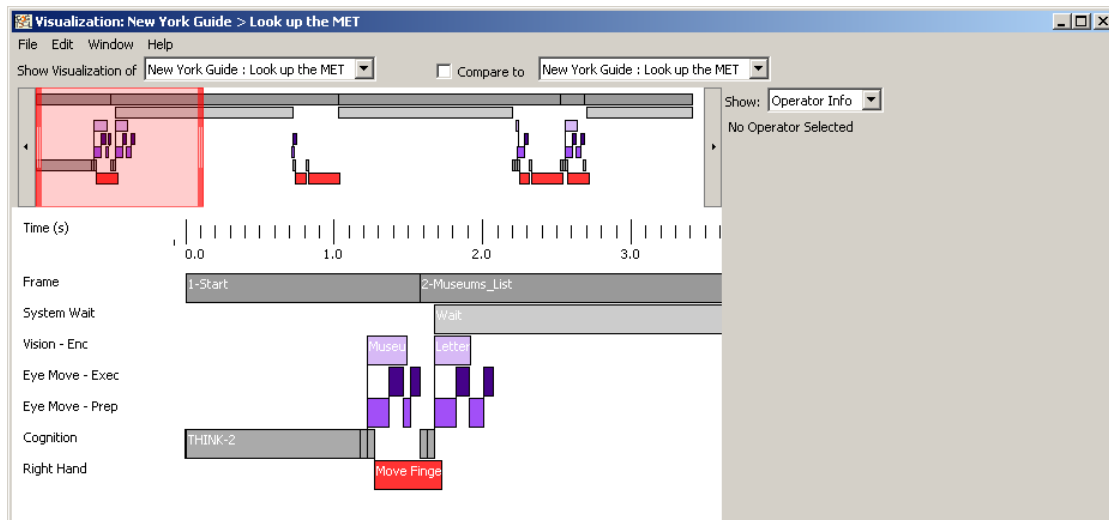 Visualization: New York Guide > Look up the MET
File Edit Window Help
Show Visualization of New York Guide : Look up the MET Compare to New York Guide : Look up the MET
Show: Operator Info
No Operator Selected
Time (s)
0.0 1.0 2.0 3.0
Frame 1-Start 2-Museums_List
System Wait Wait
Vision - Enc Museu Letter
Eye Move - Exec
Eye Move - Prep
Cognition THINK-2
Right Hand Move Finge